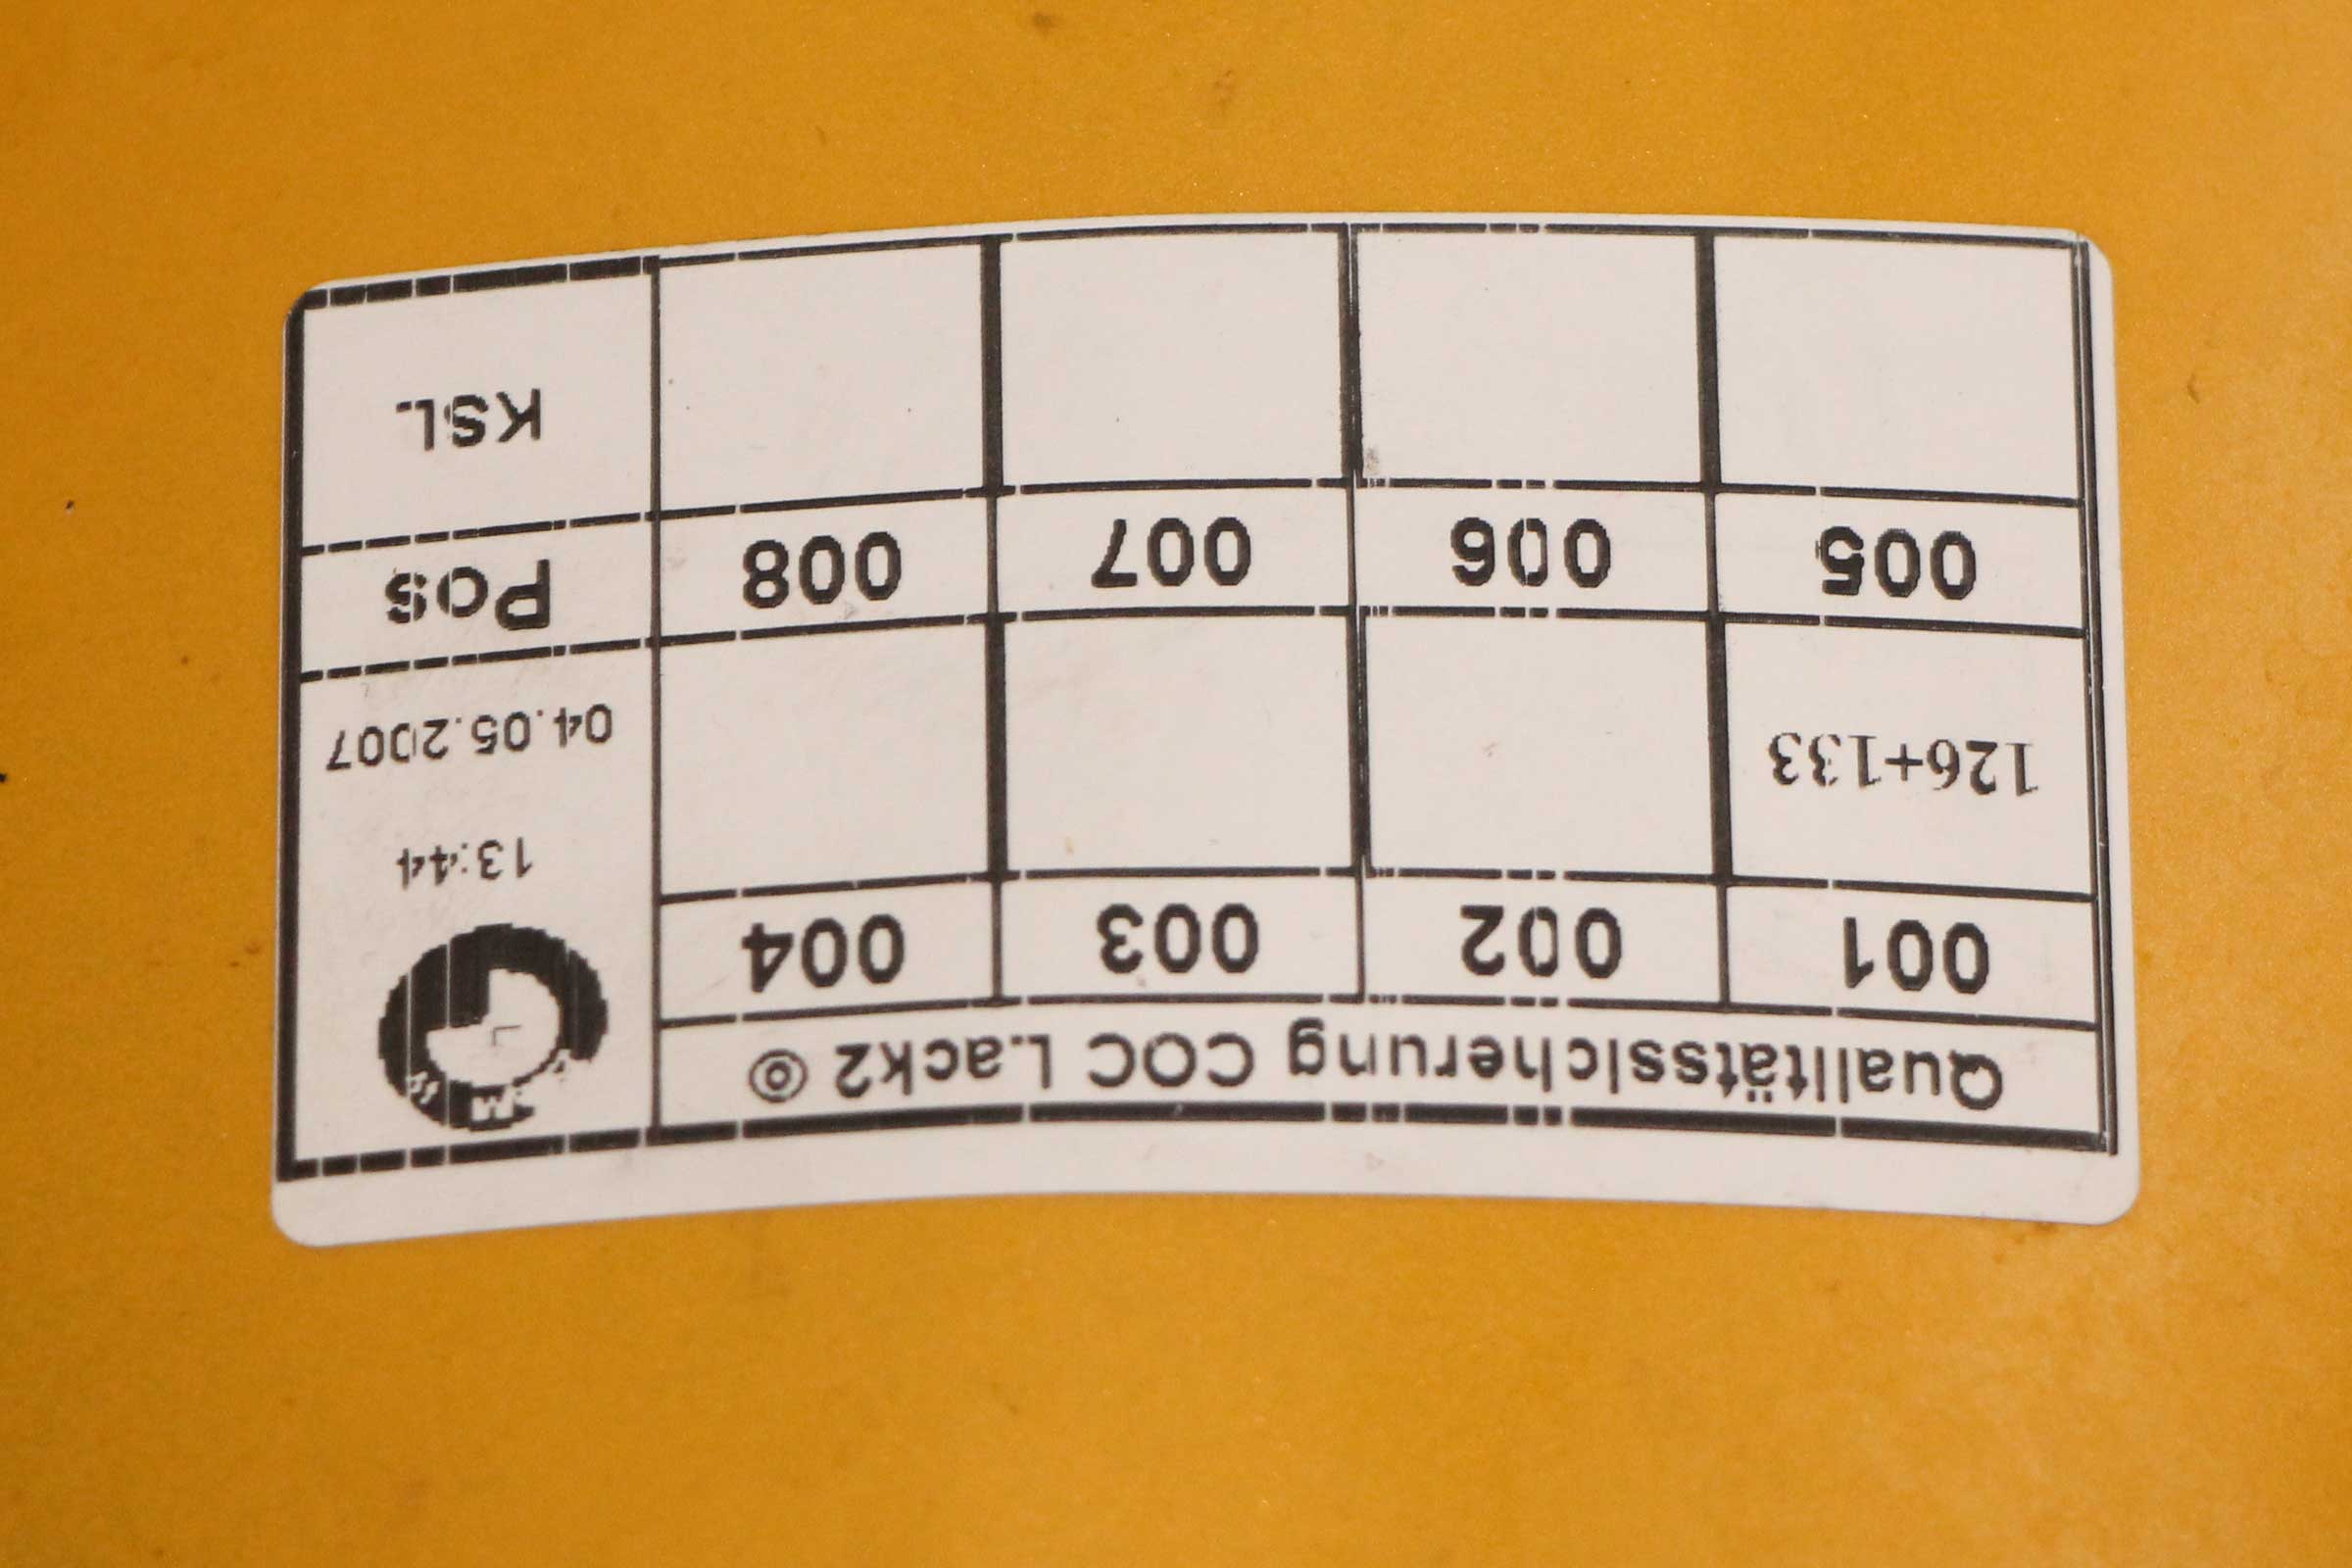 Qualitätssicherung COC Lack2 ©
001 002 003 004
13:44
126+133
04.05.2007
005 006 007 008 Pos
KSL